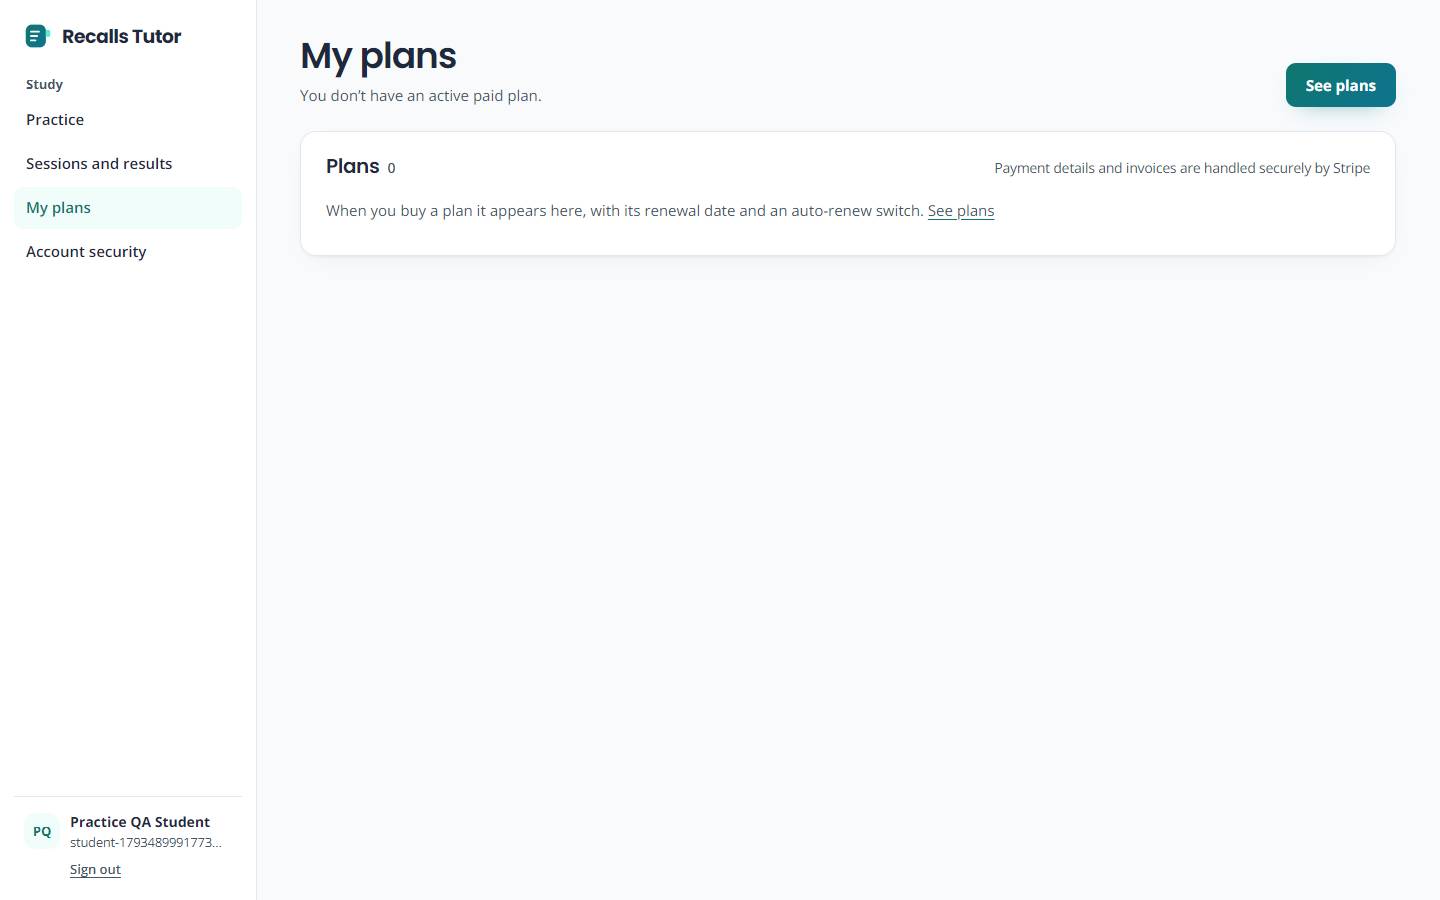 Recalls Tutor
Study
Practice
Sessions and results
My plans
Account security
Practice QA Student
student-1793489991773...
Sign out
My plans
You don't have an active paid plan.
See plans
Plans 0
Payment details and invoices are handled securely by Stripe
When you buy a plan it appears here, with its renewal date and an auto-renew switch. See plans
PQ